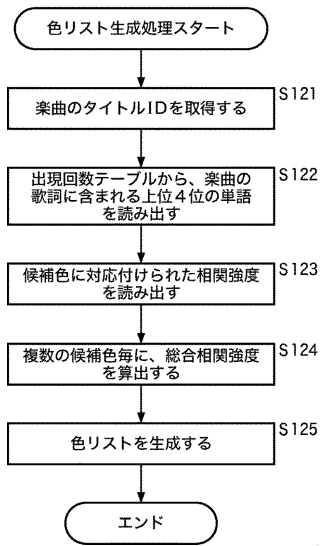 色リスト生成処理スタート
S121
楽曲のタイトルIDを取得する
S122
出現回数テーブルから、楽曲の
歌詞に含まれる上位4位の単語
を読み出す
S123
候補色に対応付けられた相関強度
を読み出す
S124
複数の候補色毎に、総合相関強度
を算出する
S125
色リストを生成する
エンド